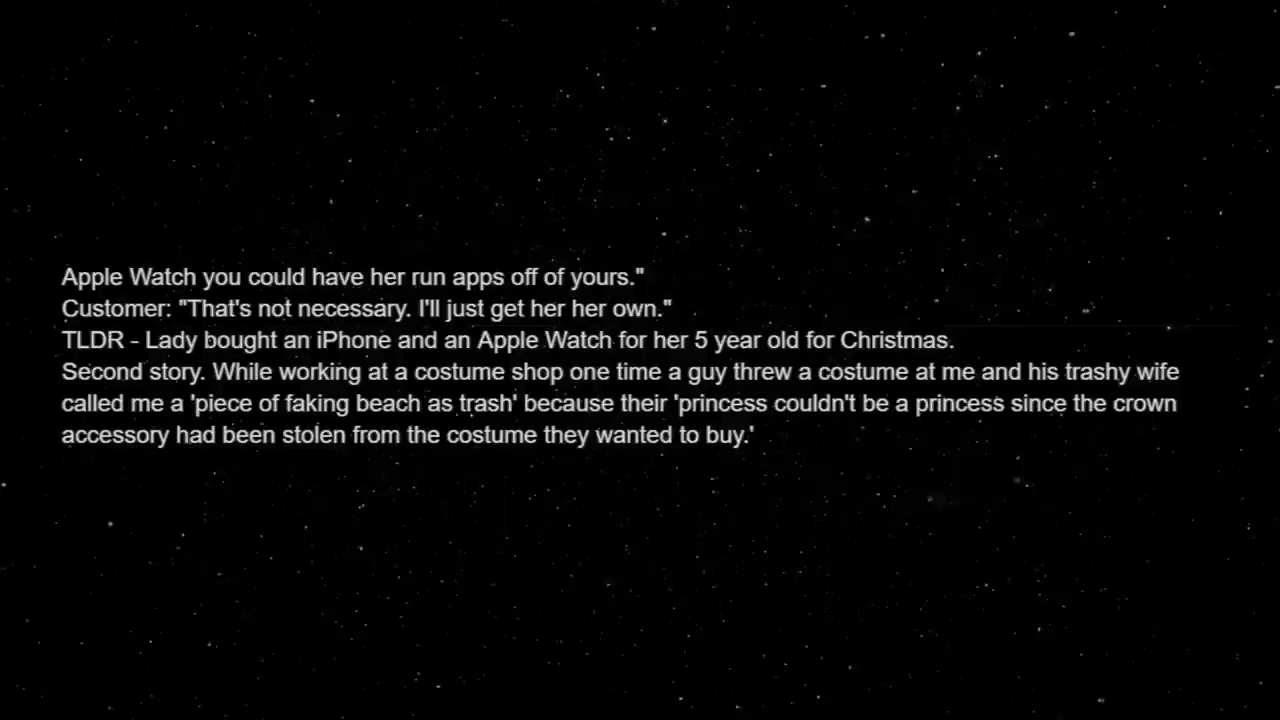 Apple Watch you could have her run apps off of yours."
Customer: "That's not necessary. I'll just get her her own."
TLDR - Lady bought an iPhone and an Apple Watch for her 5 year old for Christmas.
Second story. While working at a costume shop one time a guy threw a costume at me and his trashy wife
called me a 'piece of faking beach as trash' because their 'princess couldn't be a princess since the crown
accessory had been stolen from the costume they wanted to buy.'